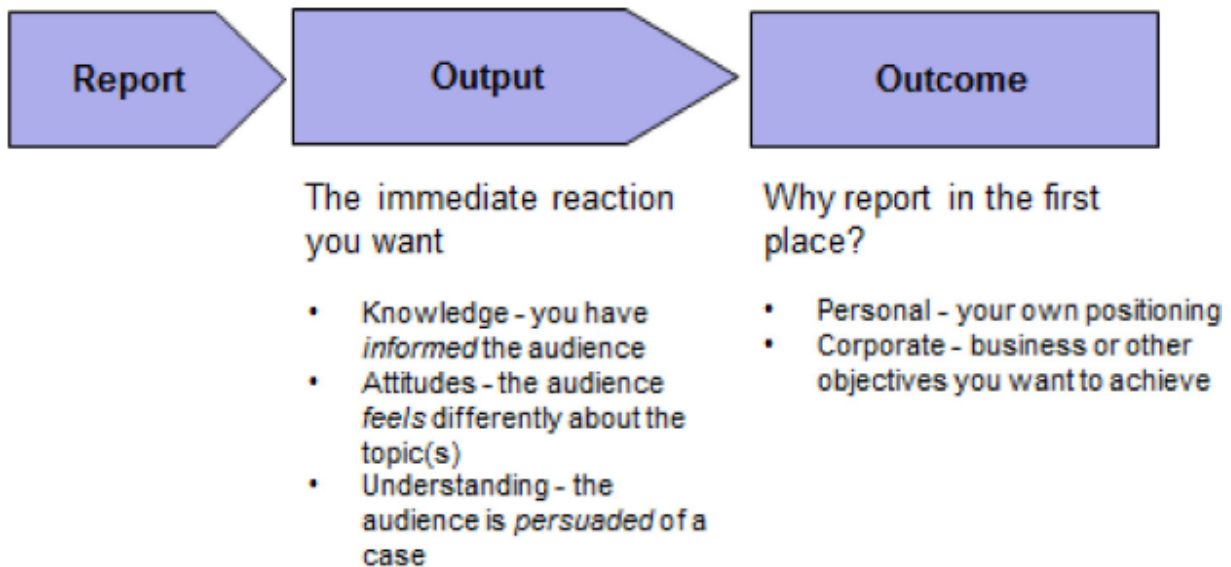 Report
Output
Outcome
The immediate reaction
you want
• Knowledge - you have
informed the audience
• Attitudes - the audience
feels differently about the
topic(s)
• Understanding - the
audience is persuaded of a
case
Why report in the first
place?
• Personal - your own positioning
• Corporate - business or other
objectives you want to achieve